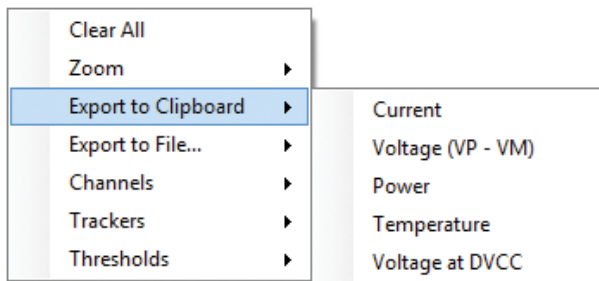 Clear All
Zoom
Export to Clipboard
Export to File...
Channels
Trackers
Thresholds
Current
Voltage (VP - VM)
Power
Temperature
Voltage at DVCC